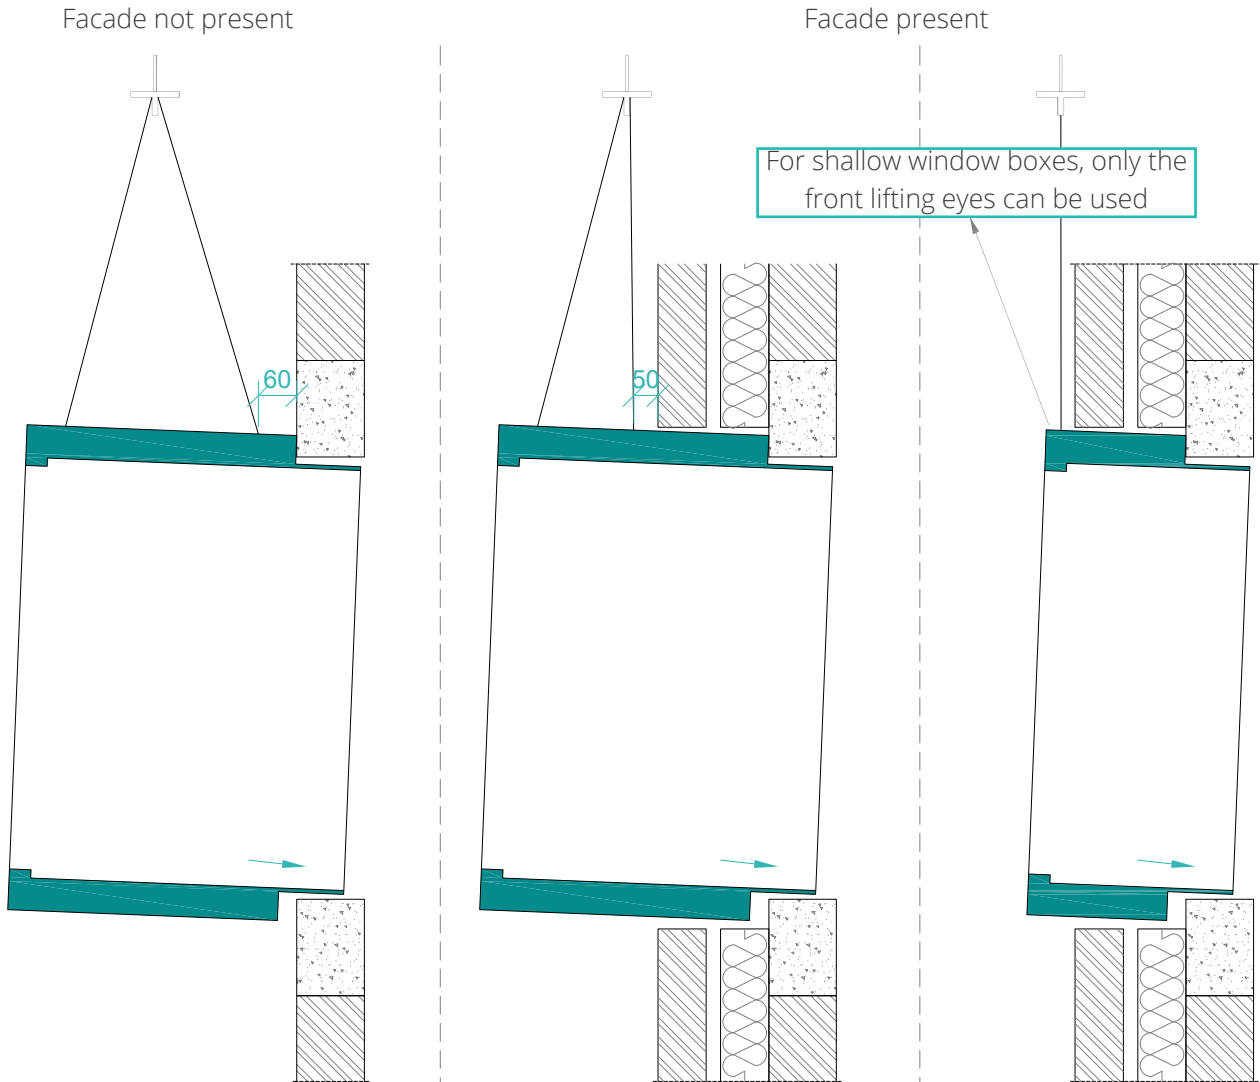 Facade not present
Facade present
For shallow window boxes, only the
front lifting eyes can be used
60
50